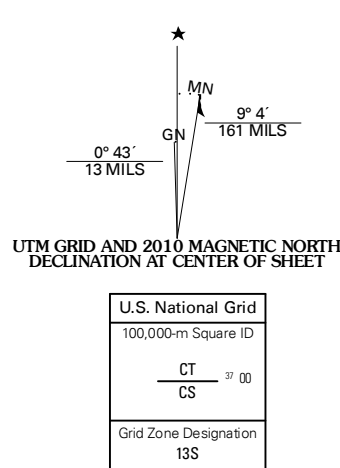 ★
MN
GN
9° 4´
161 MILS
0° 43´
13 MILS
UTM GRID AND 2010 MAGNETIC NORTH
DECLINATION AT CENTER OF SHEET
U.S. National Grid
100,000-m Square ID
CT
CS
37 00
Grid Zone Designation
13S